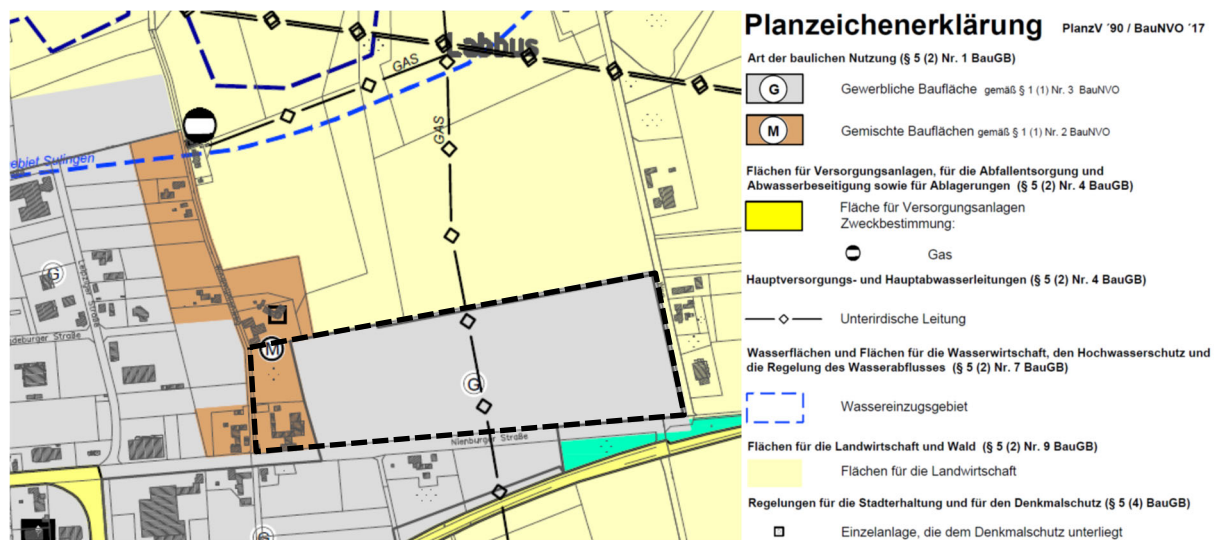 Labbus
GAS
GAS
ebiet Sulingen
G
Leipziger Straße
deburger Straße
M
G
Nienburger Straße
G
Planzeichenerklärung PlanzV ´90 / BauNVO ´17
Art der baulichen Nutzung (§ 5 (2) Nr. 1 BauGB)
G Gewerbliche Baufläche gemäß § 1 (1) Nr. 3 BauNVO
M Gemischte Bauflächen gemäß § 1 (1) Nr. 2 BauNVO
Flächen für Versorgungsanlagen, für die Abfallentsorgung und
Abwasserbeseitigung sowie für Ablagerungen (§ 5 (2) Nr. 4 BauGB)
Fläche für Versorgungsanlagen
Zweckbestimmung:
Gas
Hauptversorgungs- und Hauptabwasserleitungen (§ 5 (2) Nr. 4 BauGB)
Unterirdische Leitung
Wasserflächen und Flächen für die Wasserwirtschaft, den Hochwasserschutz und
die Regelung des Wasserabflusses (§ 5 (2) Nr. 7 BauGB)
Wassereinzugsgebiet
Flächen für die Landwirtschaft und Wald (§ 5 (2) Nr. 9 BauGB)
Flächen für die Landwirtschaft
Regelungen für die Stadterhaltung und für den Denkmalschutz (§ 5 (4) BauGB)
Einzelanlage, die dem Denkmalschutz unterliegt